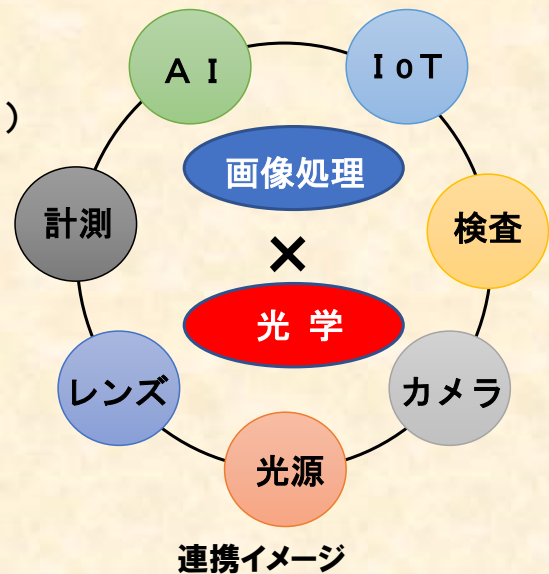 ＡＩ
ＩｏＴ
）
画像処理
計測
検査
×
光 学
レンズ
カメラ
光源
連携イメージ